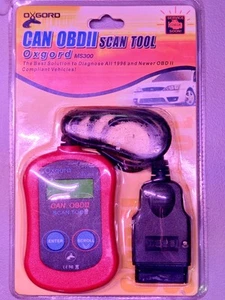 OXGORD
CAN OBDII SCAN TOOL
Oxgord MS300
The Best Solution to Diagnose All 1996 and Newer OBD II
Compliant Vehicles!
CAN OBDII
SCAN TOOL
ENTER
SCROLL